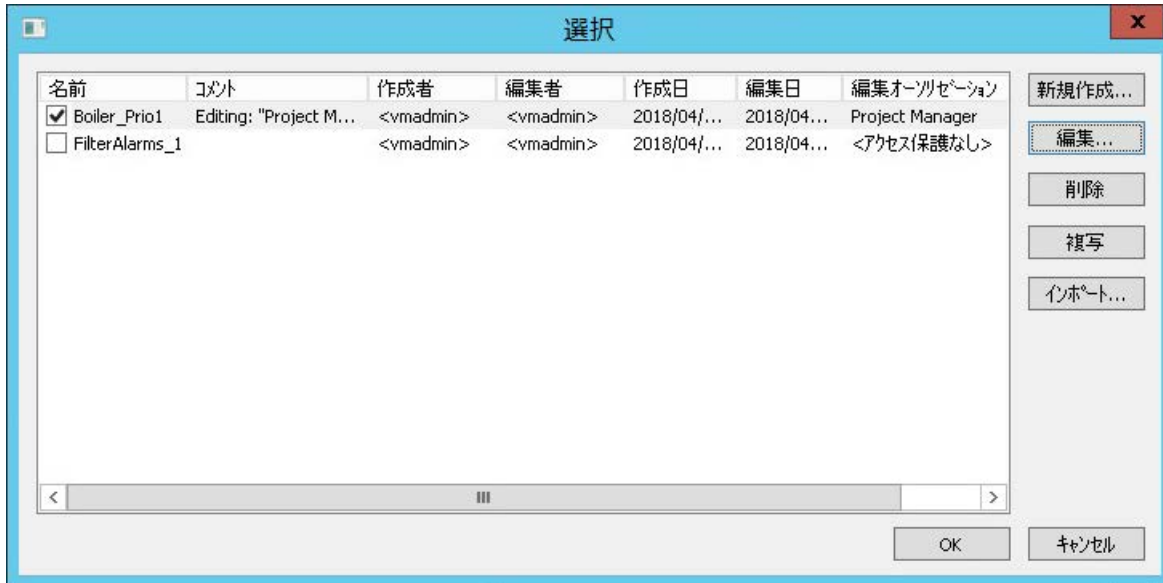 選択
名前 コメント 作成者 編集者 作成日 編集日 編集オーソリゼーション
Boiler_Prio1 Editing: "Project M... <vmadmin> <vmadmin> 2018/04/... 2018/04... Project Manager
FilterAlarms_1 <vmadmin> <vmadmin> 2018/04/... 2018/04... <アクセス保護なし>
新規作成...
編集...
削除
複写
インポート...
OK キャンセル